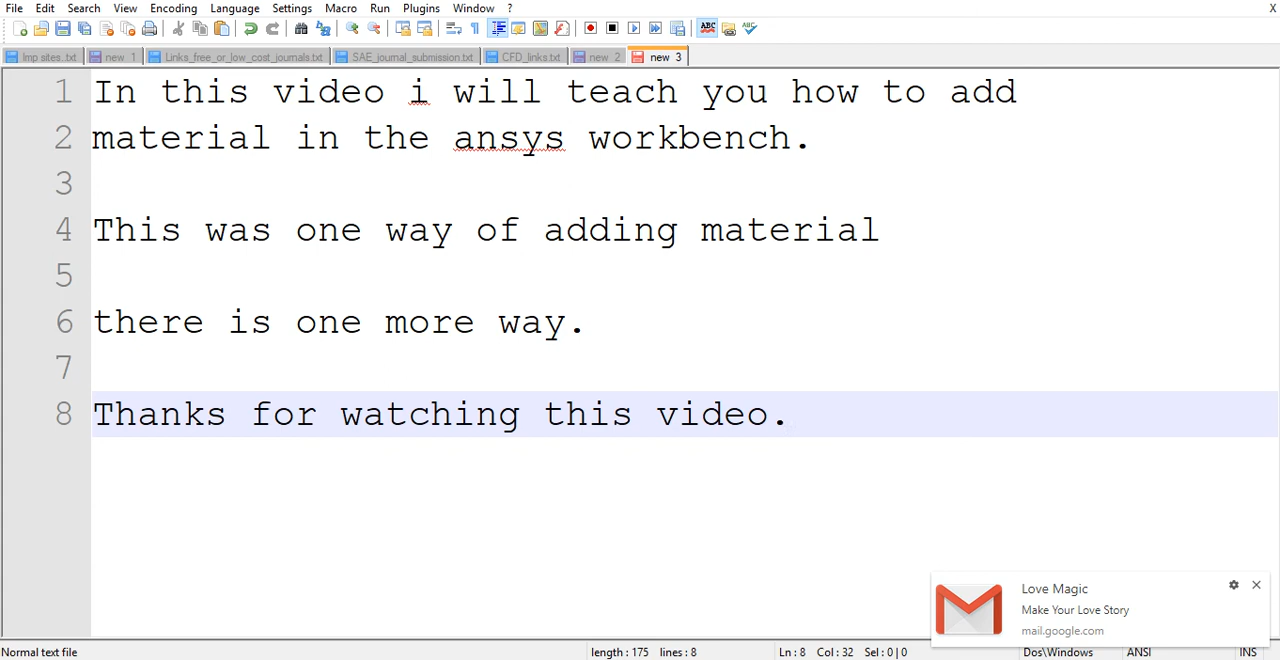 File Edit Search View Encoding Language Settings Macro Run Plugins Window ? X
Imp sites..txt new 1 Links_free_or_low_cost_journals.txt SAE_journal_submission.txt CFD_links.txt new 2 new 3
1 In this video i will teach you how to add
2 material in the ansys workbench.
3
4 This was one way of adding material
5
6 there is one more way.
7
8 Thanks for watching this video.
Love Magic
Make Your Love Story
mail.google.com
Normal text file length : 175 lines : 8 Ln : 8 Col : 32 Sel : 0 | 0 Dos\Windows ANSI INS